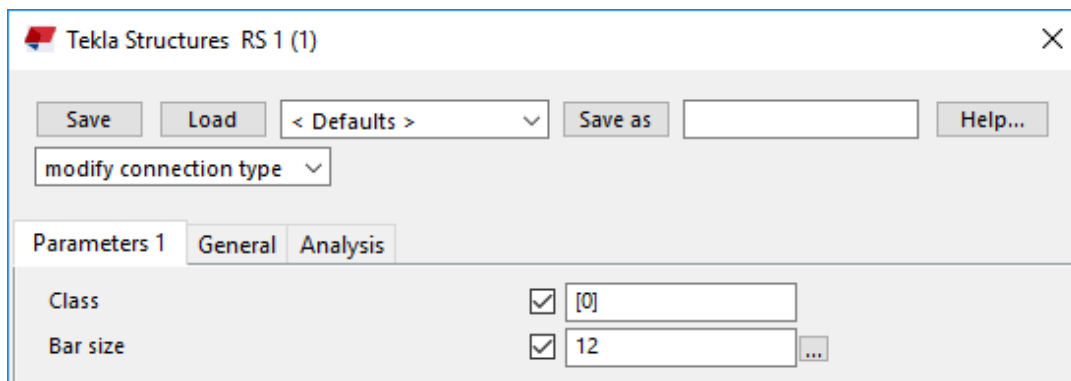 Tekla Structures RS 1 (1)
Save Load < Defaults > Save as Help...
modify connection type
Parameters 1 General Analysis
Class [0]
Bar size 12 ...